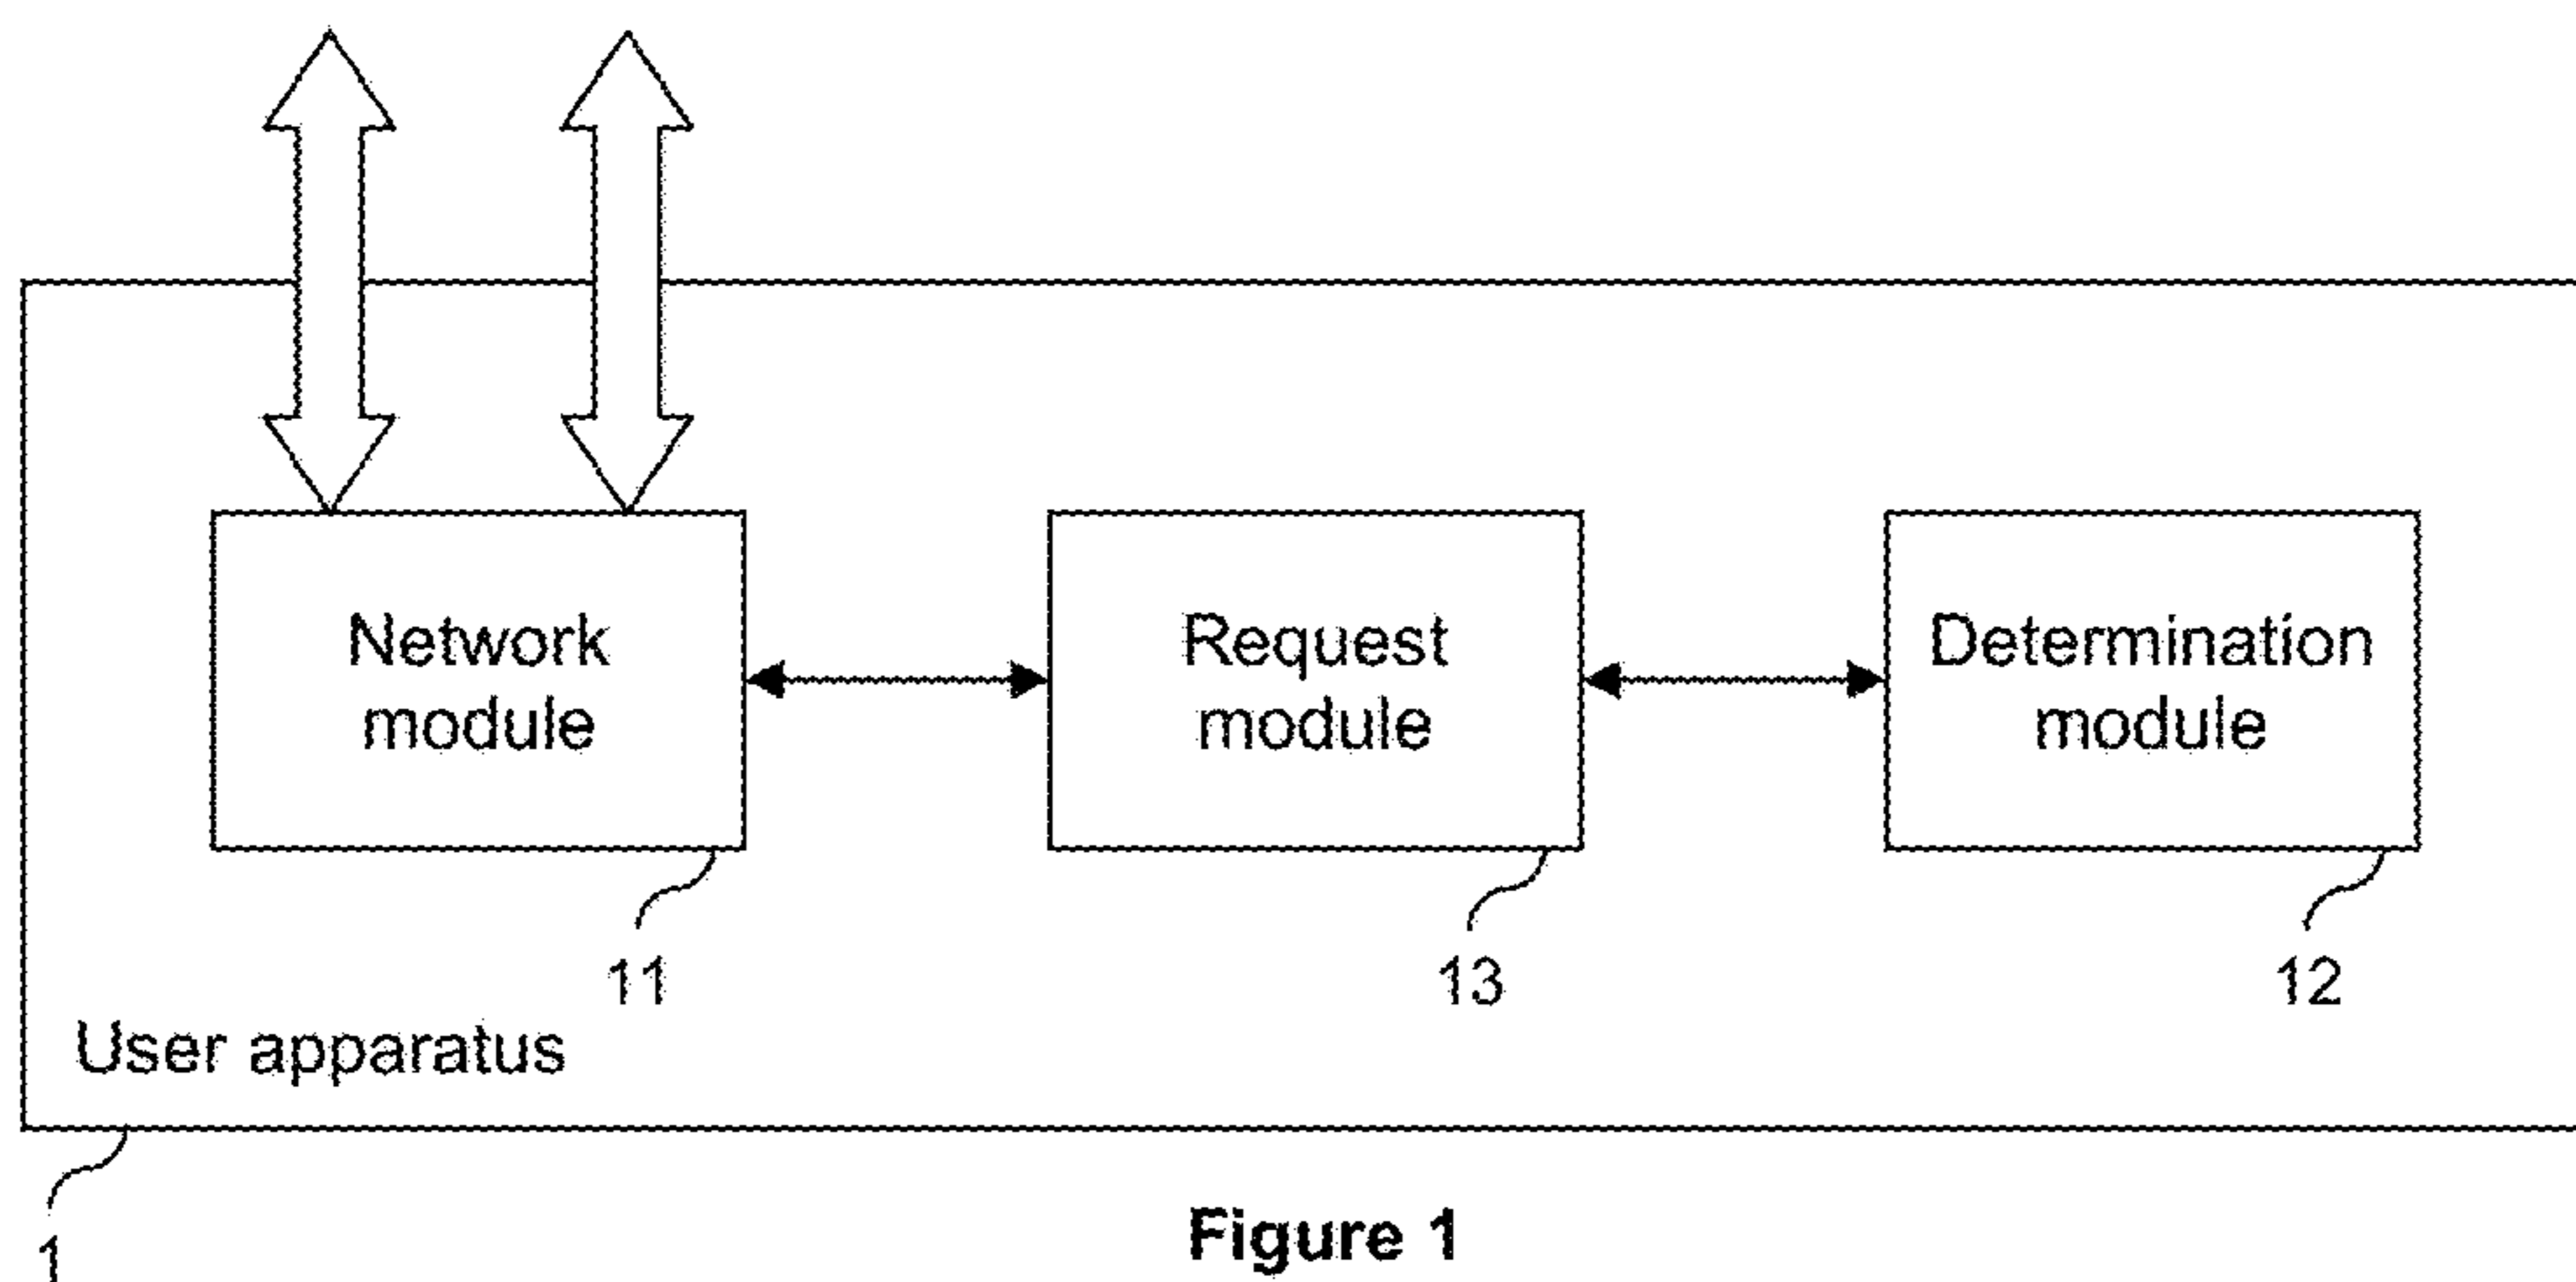 Network
module
Request
module
Determination
module
11
13
12
User apparatus
1
Figure 1